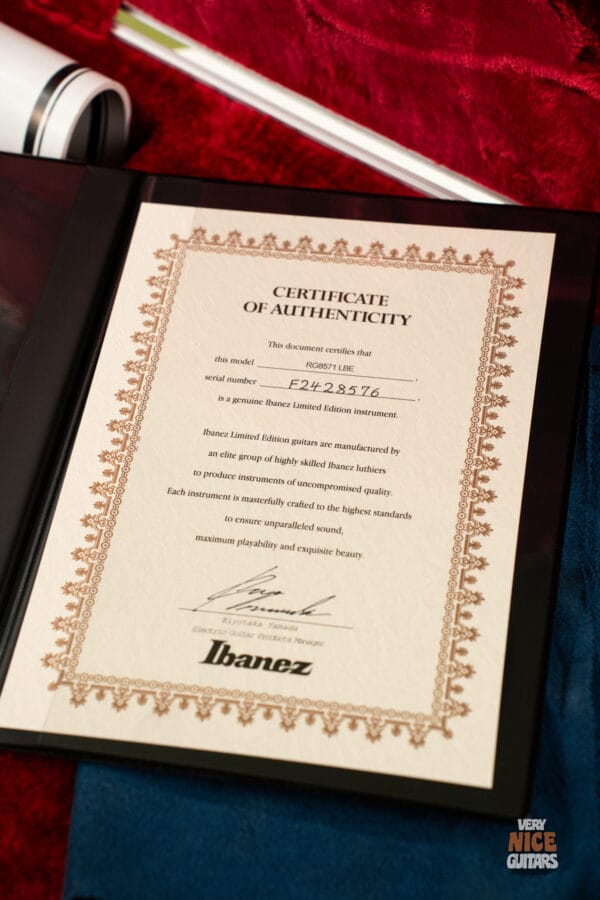 CERTIFICATE
OF AUTHENTICITY
This document certifies that
this model RG8571 LBE ,
serial number F2428576 ,
is a genuine Ibanez Limited Edition instrument.
Ibanez Limited Edition guitars are manufactured by
an elite group of highly skilled Ibanez luthiers
to produce instruments of uncompromised quality.
Each instrument is masterfully crafted to the highest standards
to ensure unparalleled sound,
maximum playability and exquisite beauty.
Kiyotaka Yamada
Electric Guitar Products Manager
Ibanez
VERY
NICE
GUITARS